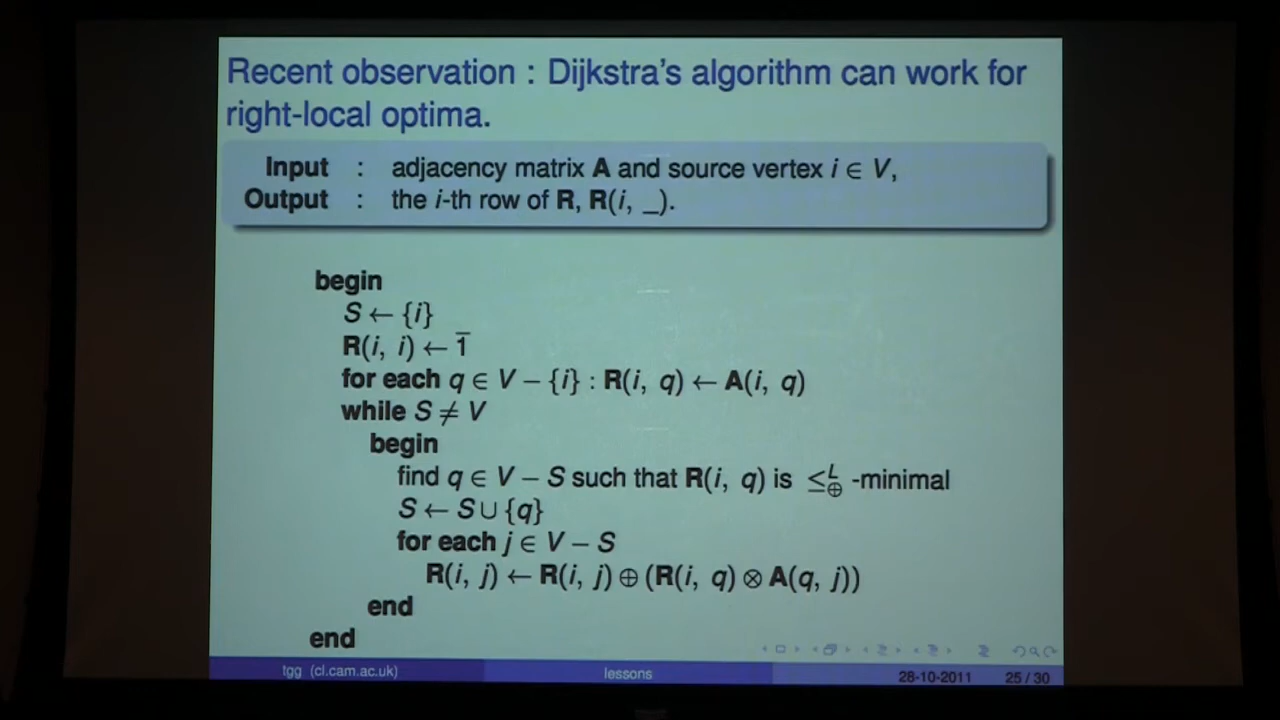 Recent observation : Dijkstra's algorithm can work for
right-local optima.
Input : adjacency matrix A and source vertex i ∈ V,
Output : the i-th row of R, R(i, _).
begin
S ← {i}
R(i, i) ← 1̄
for each q ∈ V − {i} : R(i, q) ← A(i, q)
while S ≠ V
begin
find q ∈ V − S such that R(i, q) is ≤ᴸ⊕ -minimal
S ← S ∪ {q}
for each j ∈ V − S
R(i, j) ← R(i, j) ⊕ (R(i, q) ⊗ A(q, j))
end
end
tgg (cl.cam.ac.uk) lessons 28-10-2011 25 / 30